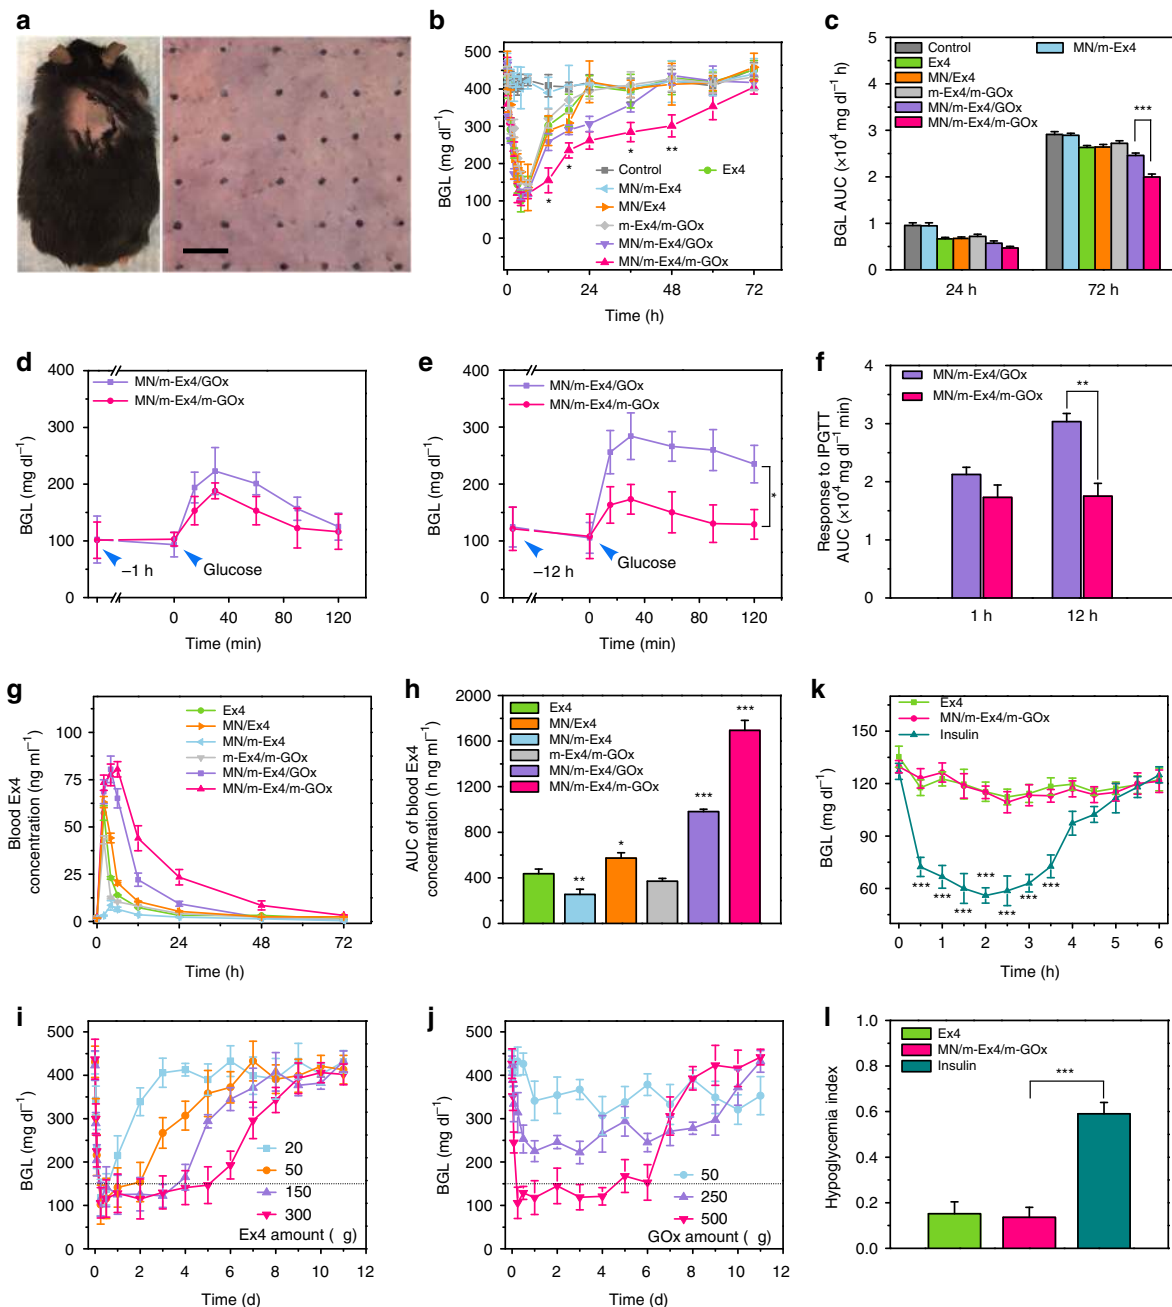 a
b
500
400
300
200
100
0
BGL (mg dl⁻¹)
Control
Ex4
MN/m-Ex4
MN/Ex4
m-Ex4/m-GOx
MN/m-Ex4/GOx
MN/m-Ex4/m-GOx
*
*
*
**
0 24 48 72
Time (h)
c
5
4
3
2
1
0
BGL AUC (×10⁴ mg dl⁻¹ h)
Control
MN/m-Ex4
Ex4
MN/Ex4
m-Ex4/m-GOx
MN/m-Ex4/GOx
MN/m-Ex4/m-GOx
***
24 h 72 h
d
400
300
200
100
0
BGL (mg dl⁻¹)
MN/m-Ex4/GOx
MN/m-Ex4/m-GOx
–1 h
Glucose
0 40 80 120
Time (min)
e
400
300
200
100
0
BGL (mg dl⁻¹)
MN/m-Ex4/GOx
MN/m-Ex4/m-GOx
*
–12 h
Glucose
0 40 80 120
Time (min)
f
4
3
2
1
0
Response to IPGTT
AUC (×10⁴ mg dl⁻¹ min)
MN/m-Ex4/GOx
MN/m-Ex4/m-GOx
**
1 h 12 h
g
100
75
50
25
0
Blood Ex4
concentration (ng ml⁻¹)
Ex4
MN/Ex4
MN/m-Ex4
m-Ex4/m-GOx
MN/m-Ex4/GOx
MN/m-Ex4/m-GOx
0 24 48 72
Time (h)
h
2000
1600
1200
800
400
0
AUC of blood Ex4
concentration (h ng ml⁻¹)
Ex4
MN/Ex4
MN/m-Ex4
m-Ex4/m-GOx
MN/m-Ex4/GOx
MN/m-Ex4/m-GOx
**
*
***
***
k
150
120
90
60
BGL (mg dl⁻¹)
Ex4
MN/m-Ex4/m-GOx
Insulin
***
***
***
***
***
***
***
0 1 2 3 4 5 6
Time (h)
i
500
400
300
200
100
0
BGL (mg dl⁻¹)
20
50
150
300
Ex4 amount ( g)
0 2 4 6 8 10 12
Time (d)
j
500
400
300
200
100
0
BGL (mg dl⁻¹)
50
250
500
GOx amount ( g)
0 2 4 6 8 10 12
Time (d)
l
1.0
0.8
0.6
0.4
0.2
0.0
Hypoglycemia index
Ex4
MN/m-Ex4/m-GOx
Insulin
***